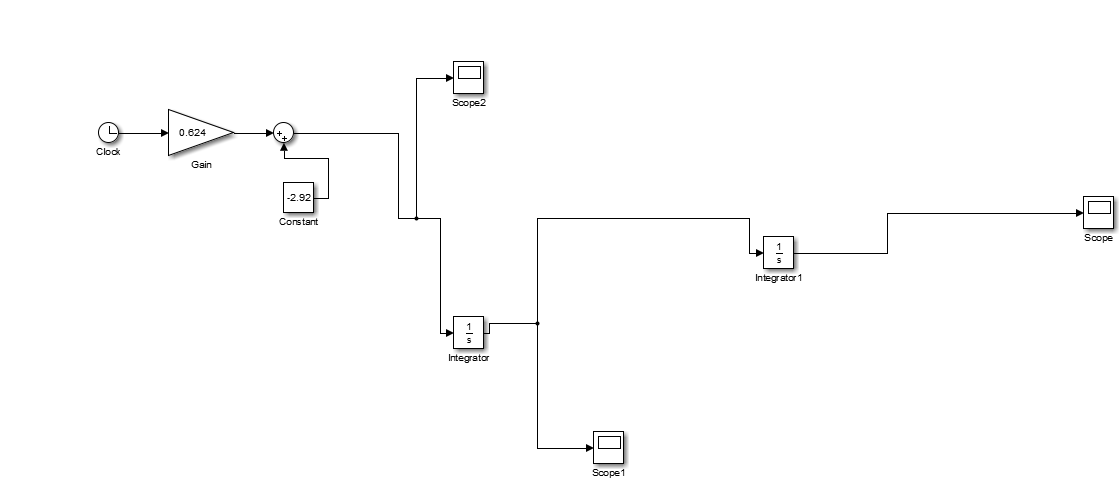 Scope2
Clock
0.624
Gain
-2.92
Constant
Scope
1
s
Integrator1
1
s
Integrator
Scope1